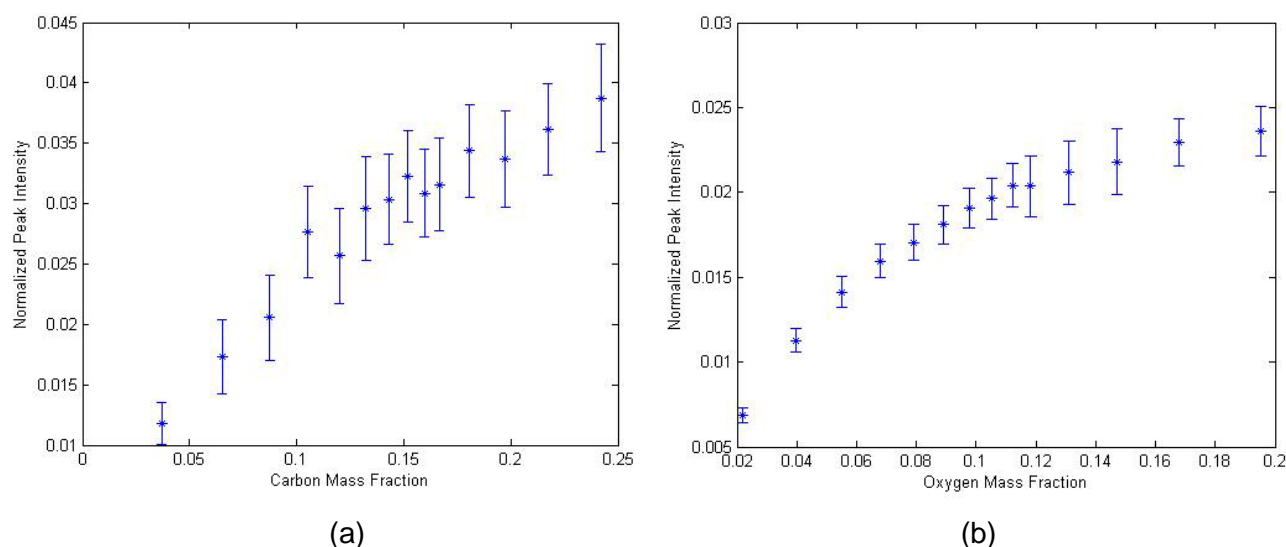 0.045
0.04
0.035
0.03
0.025
0.02
0.015
0.01
Normalized Peak Intensity
0 0.05 0.1 0.15 0.2 0.25
Carbon Mass Fraction
(a)
0.03
0.025
0.02
0.015
0.01
0.005
Normalized Peak Intensity
0.02 0.04 0.06 0.08 0.1 0.12 0.14 0.16 0.18 0.2
Oxygen Mass Fraction
(b)